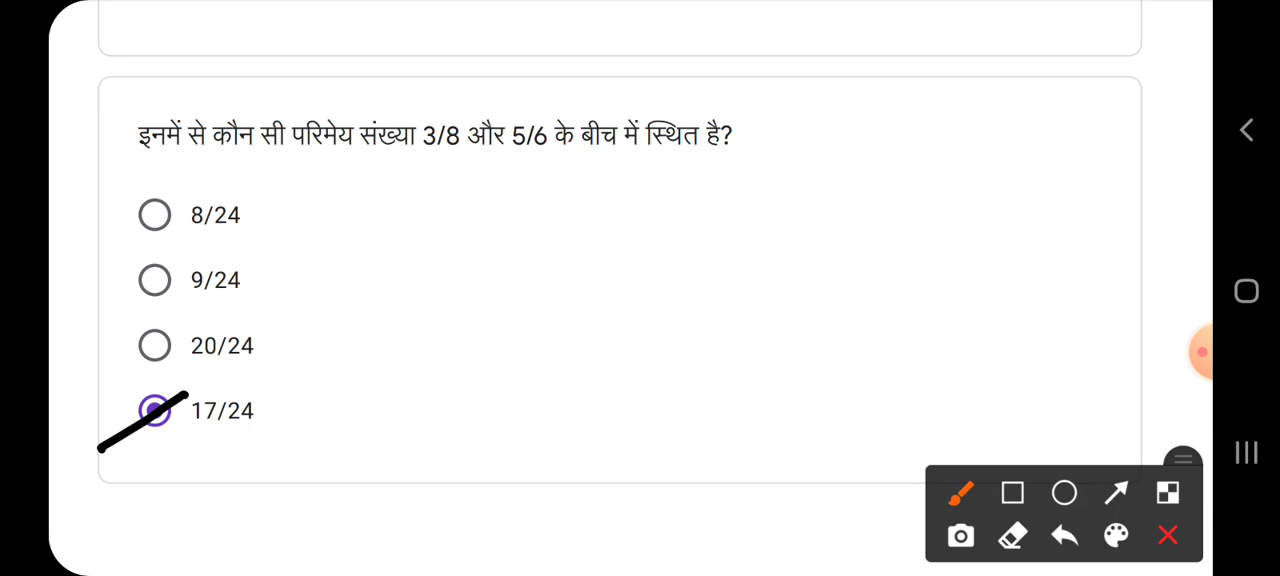 इनमें से कौन सी परिमेय संख्या 3/8 और 5/6 के बीच में स्थित है?
8/24
9/24
20/24
17/24